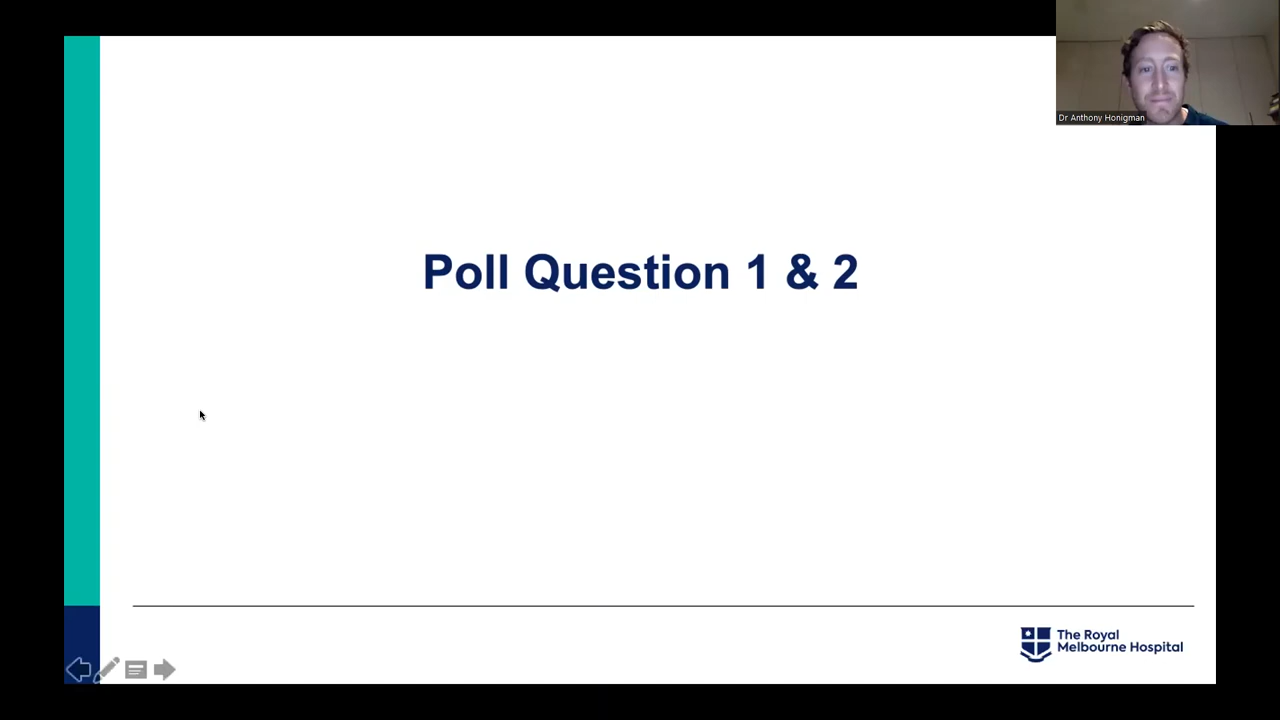 Dr Anthony Honigman
Poll Question 1 & 2
The Royal
Melbourne Hospital